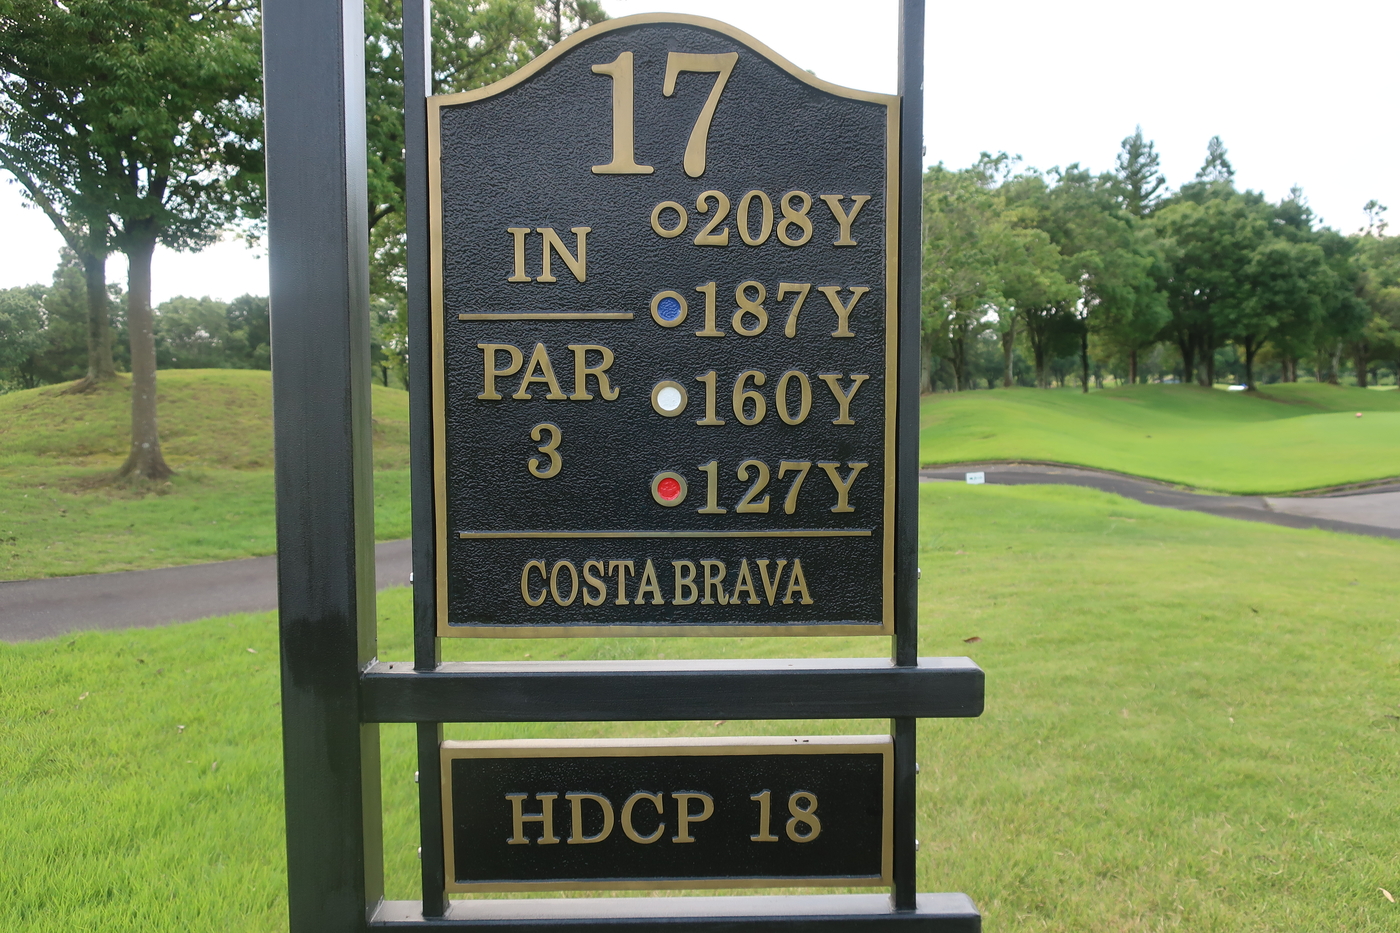 17
208Y
IN
187Y
PAR
160Y
3
127Y
COSTA BRAVA
HDCP 18